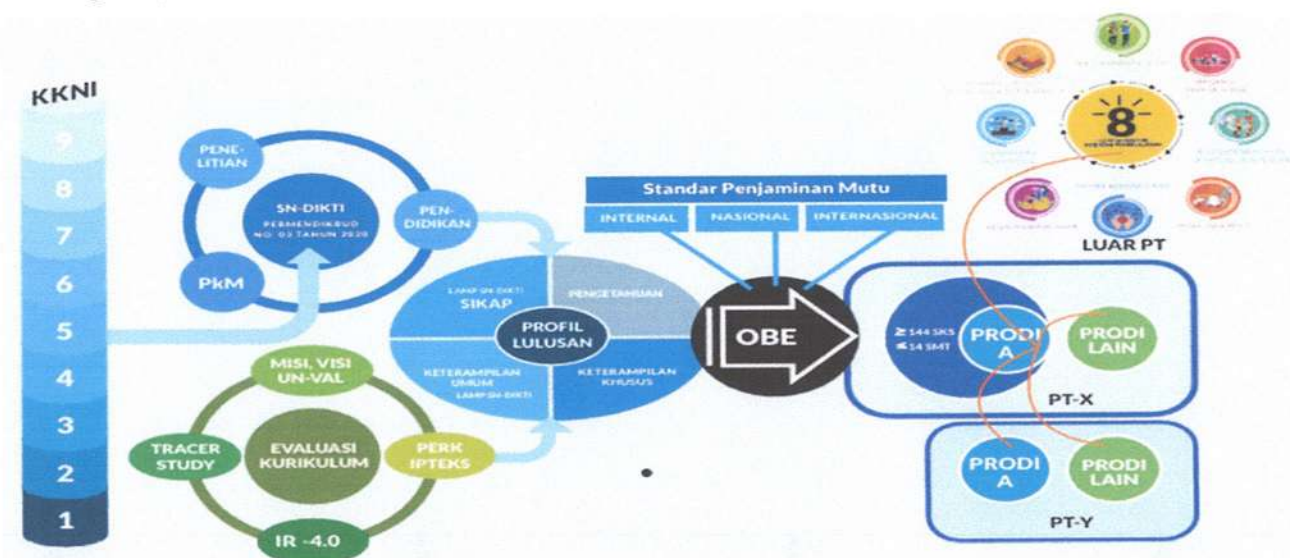 KKNI
9
8
7
6
5
4
3
2
1
PENE-
LITIAN
SN-DIKTI
PERMENDIKBUD
NO: 03 TAHUN 2020
PEN-
DIDIKAN
PkM
MISI, VISI
UN-VAL
TRACER
STUDY
EVALUASI
KURIKULUM
PERK
IPTEKS
IR -4.0
LAMP-SN-DIKTI
SIKAP
PENGETAHUAN
PROFIL
LULUSAN
KETERAMPILAN
UMUM
LAMP-SN-DIKTI
KETERAMPILAN
KHUSUS
Standar Penjaminan Mutu
INTERNAL
NASIONAL
INTERNASIONAL
OBE
8
LUAR PT
≥ 144 SKS
≤ 14 SMT
PRODI
A
PRODI
LAIN
PT-X
PRODI
A
PRODI
LAIN
PT-Y